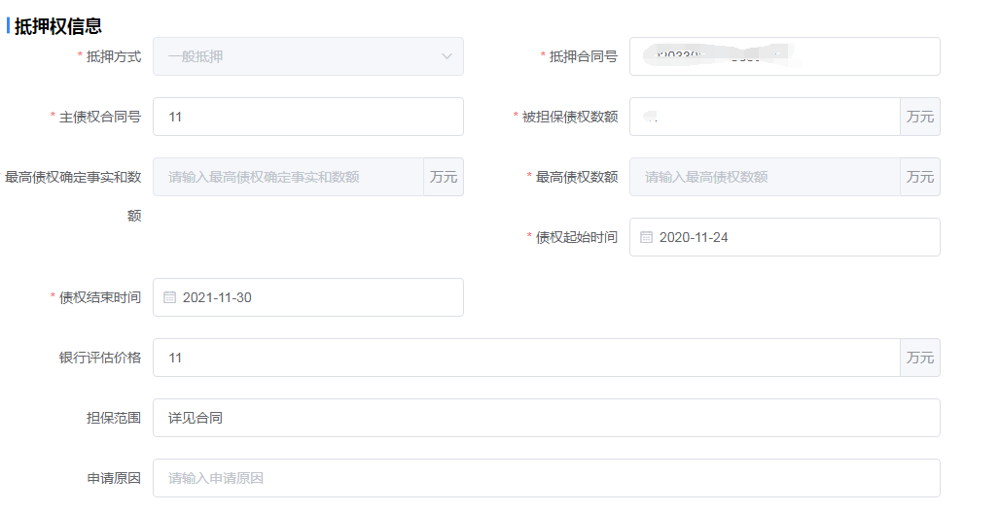 抵押权信息
* 抵押方式 一般抵押
* 抵押合同号
* 主债权合同号 11
* 被担保债权数额 万元
最高债权确定事实和数额 请输入最高债权确定事实和数额 万元
* 最高债权数额 请输入最高债权数额 万元
* 债权起始时间 2020-11-24
* 债权结束时间 2021-11-30
银行评估价格 11 万元
担保范围 详见合同
申请原因 请输入申请原因